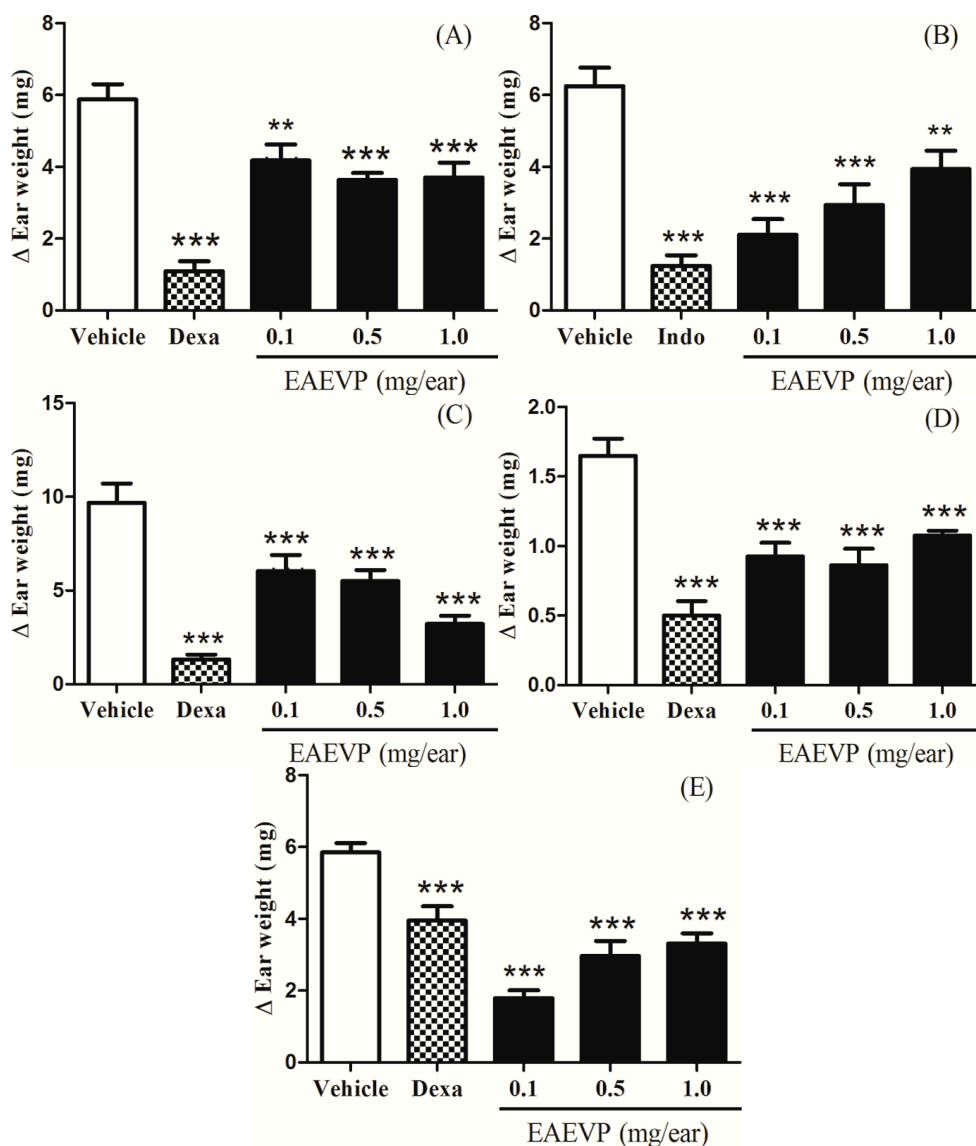 (A)
Δ Ear weight (mg)
8
6
4
2
0
**
***
***
***
Vehicle Dexa 0.1 0.5 1.0
EAEVP (mg/ear)
(B)
Δ Ear weight (mg)
8
6
4
2
0
**
***
***
***
Vehicle Indo 0.1 0.5 1.0
EAEVP (mg/ear)
(C)
Δ Ear weight (mg)
15
10
5
0
***
***
***
***
Vehicle Dexa 0.1 0.5 1.0
EAEVP (mg/ear)
(D)
Δ Ear weight (mg)
2.0
1.5
1.0
0.5
0.0
***
***
***
***
Vehicle Dexa 0.1 0.5 1.0
EAEVP (mg/ear)
(E)
Δ Ear weight (mg)
8
6
4
2
0
***
***
***
***
Vehicle Dexa 0.1 0.5 1.0
EAEVP (mg/ear)